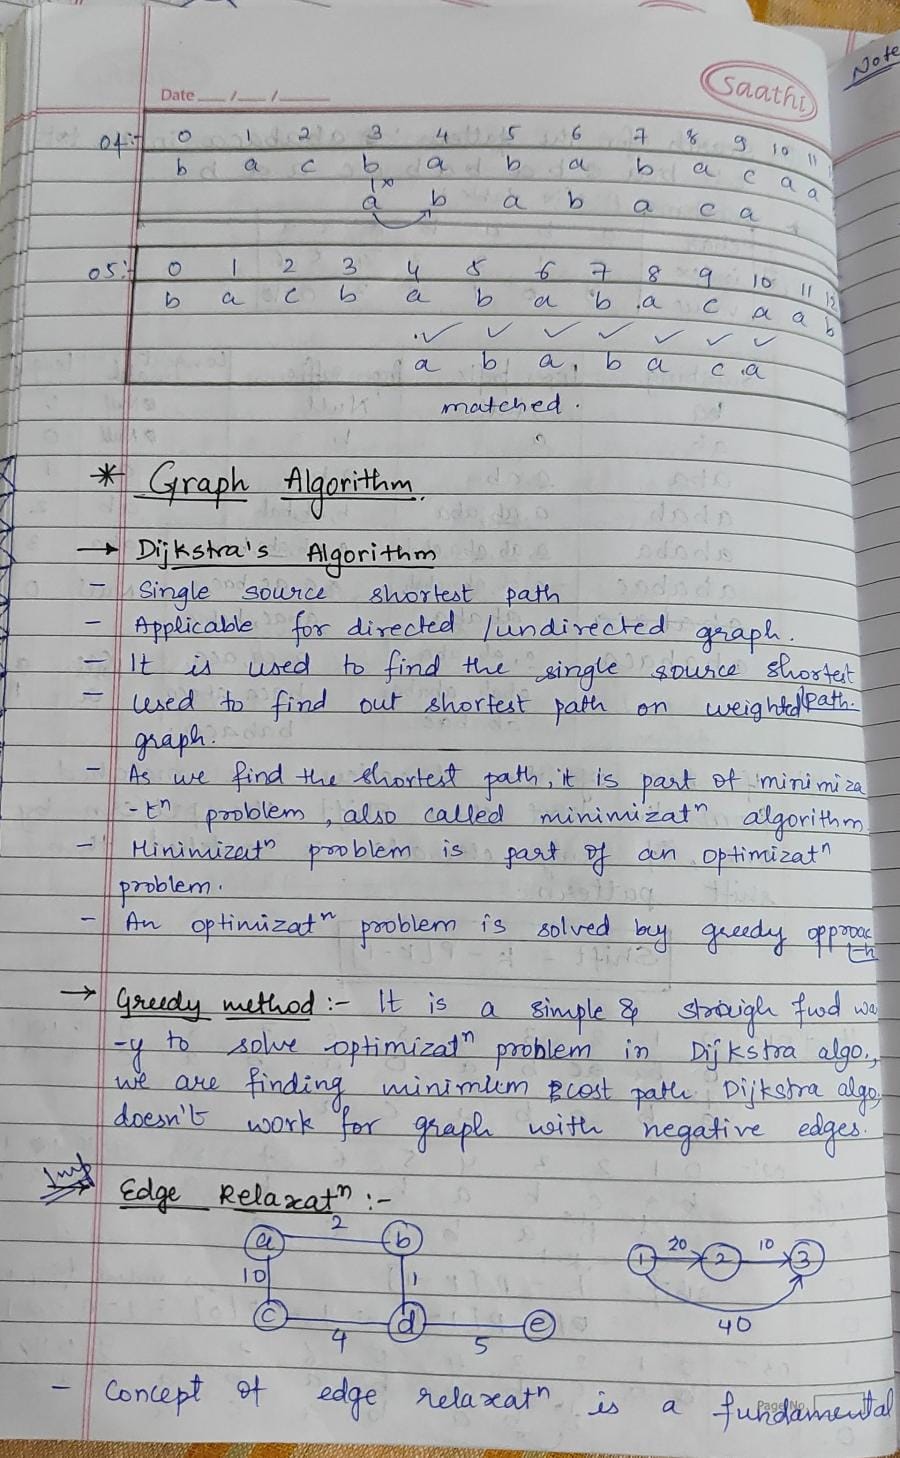 Note
Saathi
Date __/__/____
04:- 0 1 2 3 4 5 6 7 8 9 10 11
b a c b a b a b a c a a
1x
a b a b a c a
05:- 0 1 2 3 4 5 6 7 8 9 10 11 12
b a c b a b a b a c a a b
✓ ✓ ✓ ✓ ✓ ✓ ✓
a b a b a c a
matched.
* Graph Algorithm.
→ Dijkstra's Algorithm
- Single source shortest path
- Applicable for directed /undirected graph.
- It is used to find the single source shortest
path.
- Used to find out shortest path on weighted
graph.
- As we find the shortest path, it is part of minimiza
-tⁿ problem, also called minimizatⁿ algorithm
- Minimizatⁿ problem is part of an optimizatⁿ
problem.
- An optimizatⁿ problem is solved by greedy approac
h
→ Greedy method :- It is a simple & straigh fwd wa
-y to solve optimizatⁿ problem in Dijkstra algo.,
we are finding minimum cost path. Dijkstra algo.
doesn't work for graph with negative edges.
Imp → Edge Relaxatⁿ :-
a 2 b
1 20 2 10 3
10 1
c 4 d 5 e
40
- Concept of edge relaxatⁿ is a fundamental
Page No.